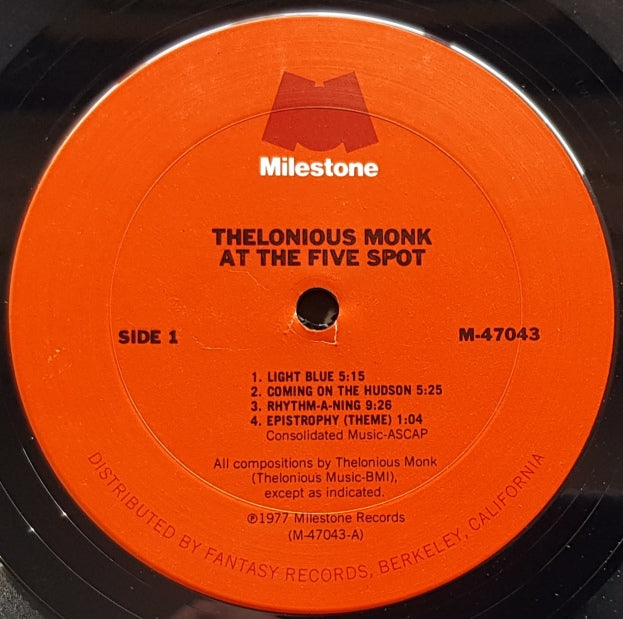 Milestone
THELONIOUS MONK
AT THE FIVE SPOT
SIDE 1
M-47043
1. LIGHT BLUE 5:15
2. COMING ON THE HUDSON 5:25
3. RHYTHM-A-NING 9:26
4. EPISTROPHY (THEME) 1:04
Consolidated Music-ASCAP
All compositions by Thelonious Monk
(Thelonious Music-BMI),
except as indicated.
℗1977 Milestone Records
(M-47043-A)
DISTRIBUTED BY FANTASY RECORDS, BERKELEY, CALIFORNIA